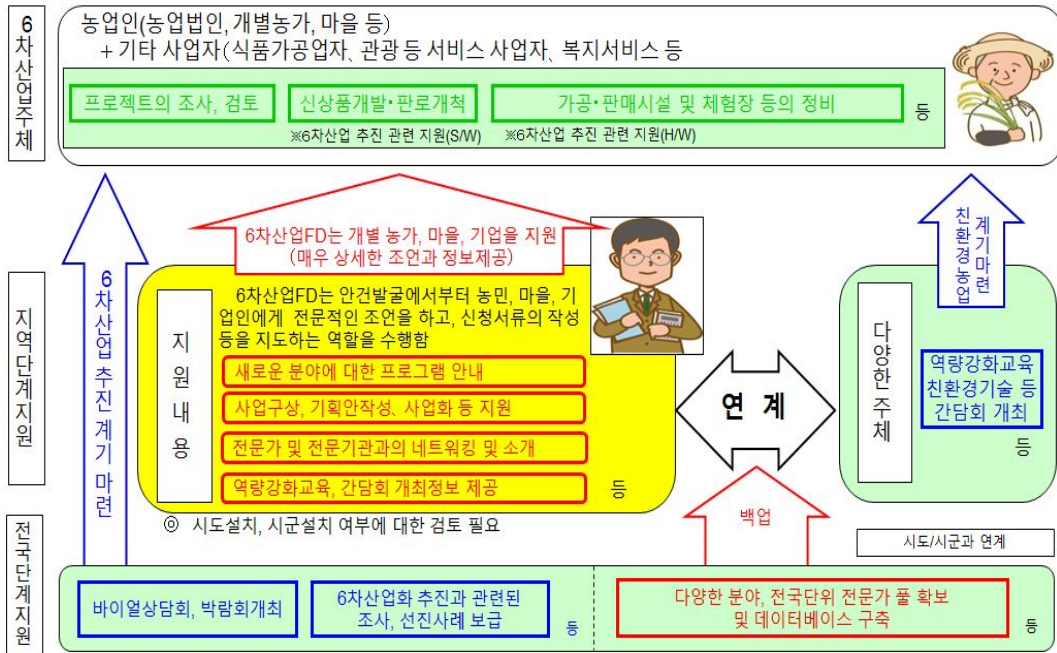 6차산업주체
농업인(농업법인, 개별농가, 마을 등)
+ 기타 사업자(식품가공업자、관광 등 서비스 사업자、복지서비스 등
프로젝트의 조사, 검토
신상품개발･판로개척
가공･판매시설 및 체험장 등의 정비
등
※6차산업 추진 관련 지원(S/W)
※6차산업 추진 관련 지원(H/W)
지역단계지원
6차산업 추진 계기 마련
6차산업FD는 개별 농가, 마을, 기업을 지원
(매우 상세한 조언과 정보제공)
지원내용
6차산업FD는 안건발굴에서부터 농민, 마을, 기
업인에게 전문적인 조언을 하고, 신청서류의 작성
등을 지도하는 역할을 수행함
새로운 분야에 대한 프로그램 안내
사업구상, 기획안작성、사업화 등 지원
전문가 및 전문기관과의 네트워킹 및 소개
역량강화교육, 간담회 개최정보 제공
등
◎ 시도설치, 시군설치 여부에 대한 검토 필요
연 계
백업
친환경농업
계기마련
다양한 주체
역량강화교육
친환경기술 등
간담회 개최
등
시도/시군과 연계
전국단계지원
바이얼상담회, 박람회개최
6차산업화 추진과 관련된
조사, 선진사례 보급
등
다양한 분야, 전국단위 전문가 풀 확보
및 데이터베이스 구축
등